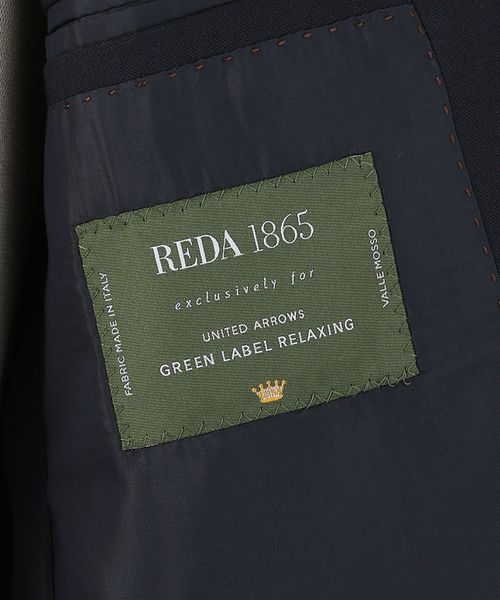 REDA 1865
exclusively for
UNITED ARROWS
GREEN LABEL RELAXING
FABRIC MADE IN ITALY
VALLE MOSSO